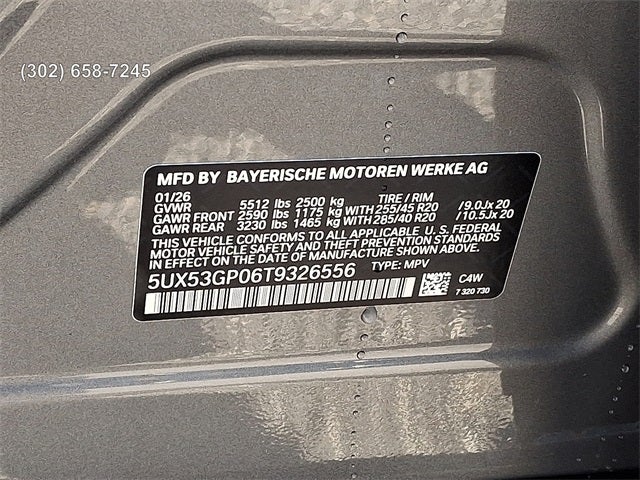 (302) 658-7245
MFD BY BAYERISCHE MOTOREN WERKE AG
01/26 5512 lbs 2500 kg TIRE / RIM
GVWR
GAWR FRONT 2590 lbs 1175 kg WITH 255/45 R20 /9.0Jx 20
GAWR REAR 3230 lbs 1465 kg WITH 285/40 R20 /10.5Jx 20
THIS VEHICLE CONFORMS TO ALL APPLICABLE U. S. FEDERAL
MOTOR VEHICLE SAFETY, BUMPER AND THEFT PREVENTION STANDARDS
IN EFFECT ON THE DATE OF MANUFACTURE SHOWN ABOVE.
5UX53GP06T9326556 TYPE: MPV
C4W
7 320 730